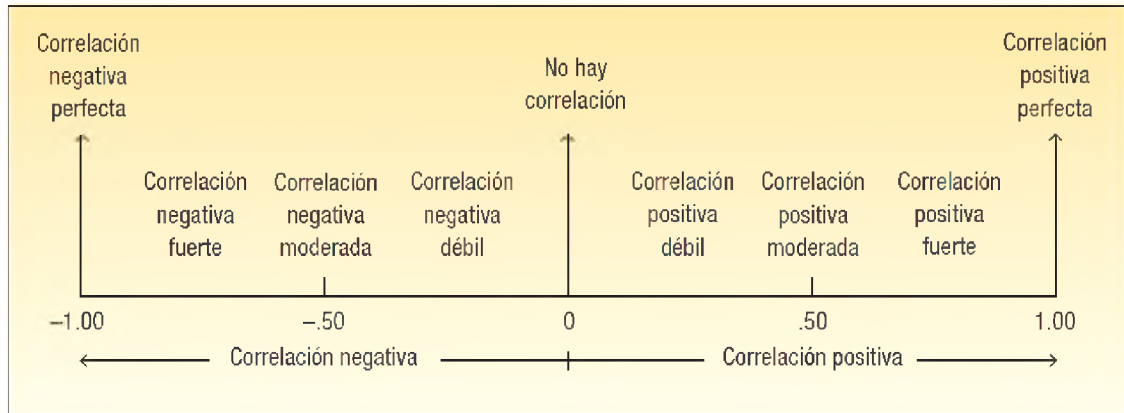 Correlación
negativa
perfecta
No hay
correlación
Correlación
positiva
perfecta
Correlación
negativa
fuerte
Correlación
negativa
moderada
Correlación
negativa
débil
Correlación
positiva
débil
Correlación
positiva
moderada
Correlación
positiva
fuerte
–1.00
–.50
0
.50
1.00
Correlación negativa
Correlación positiva